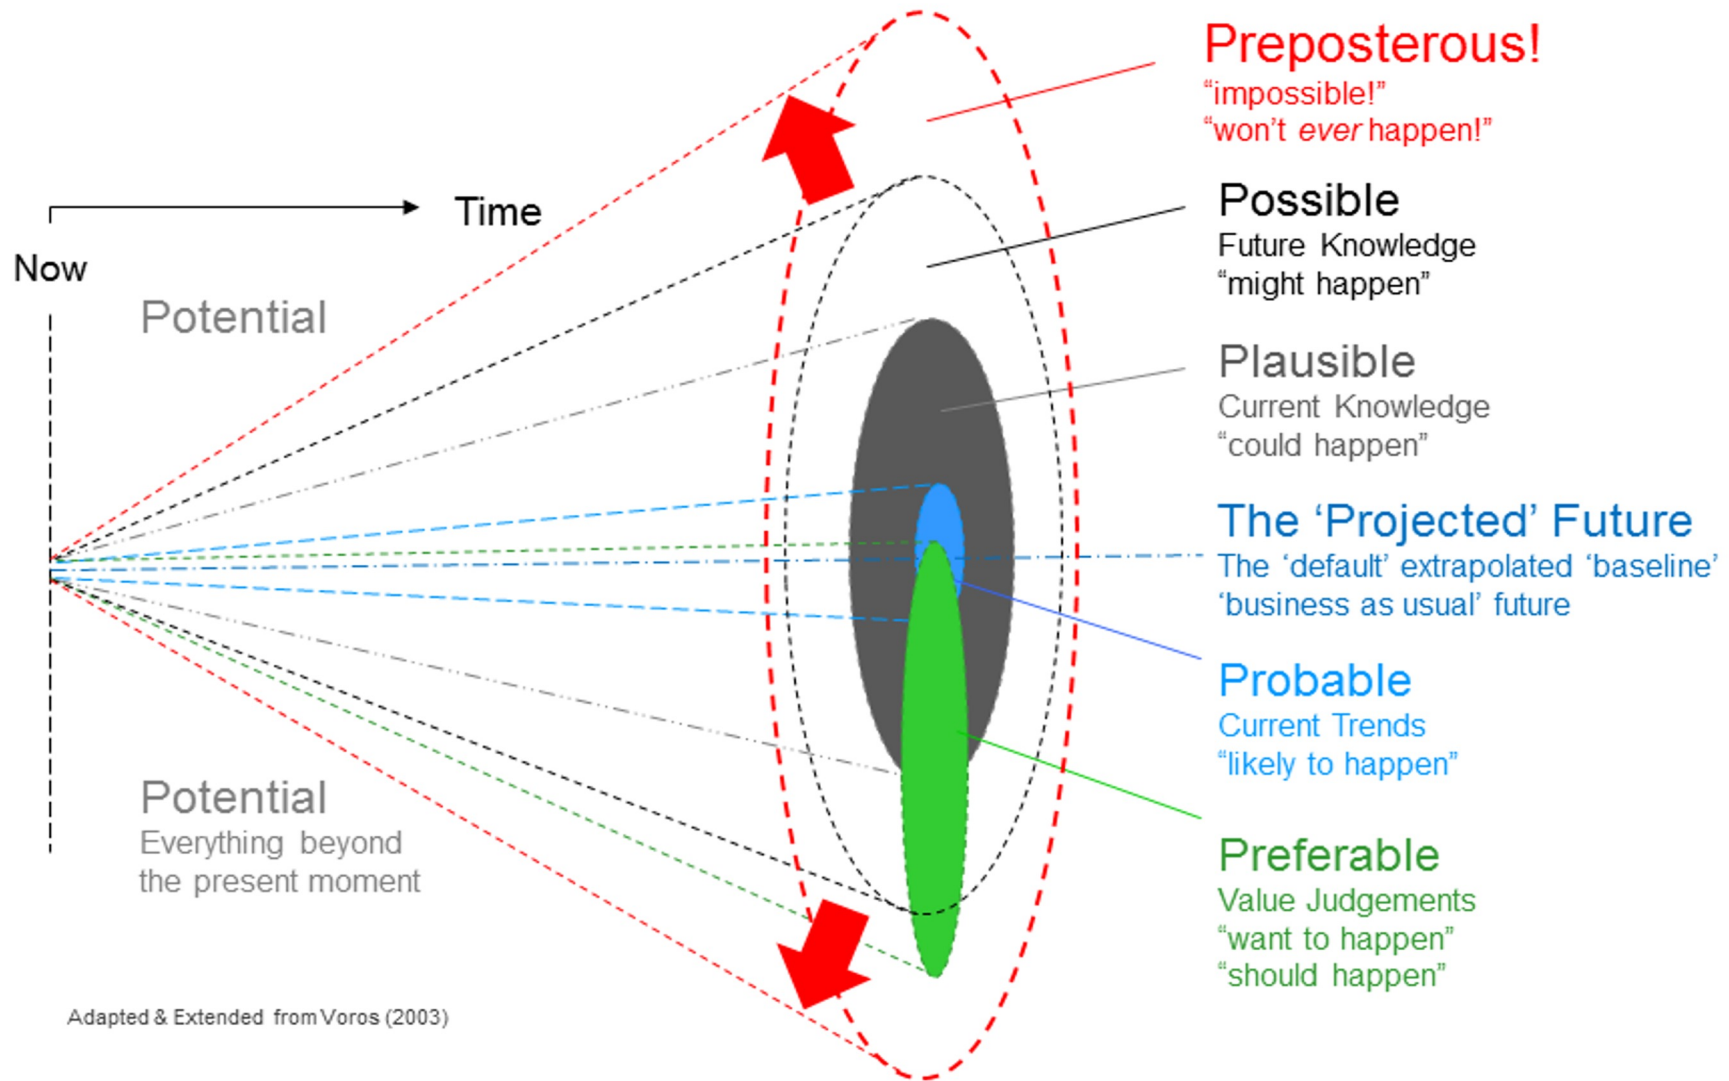 Preposterous!
“impossible!”
“won’t ever happen!”
Time
Now
Potential
Possible
Future Knowledge
“might happen”
Plausible
Current Knowledge
“could happen”
The ‘Projected’ Future
The ‘default’ extrapolated ‘baseline’
‘business as usual’ future
Probable
Current Trends
“likely to happen”
Potential
Everything beyond
the present moment
Preferable
Value Judgements
“want to happen”
“should happen”
Adapted & Extended from Voros (2003)